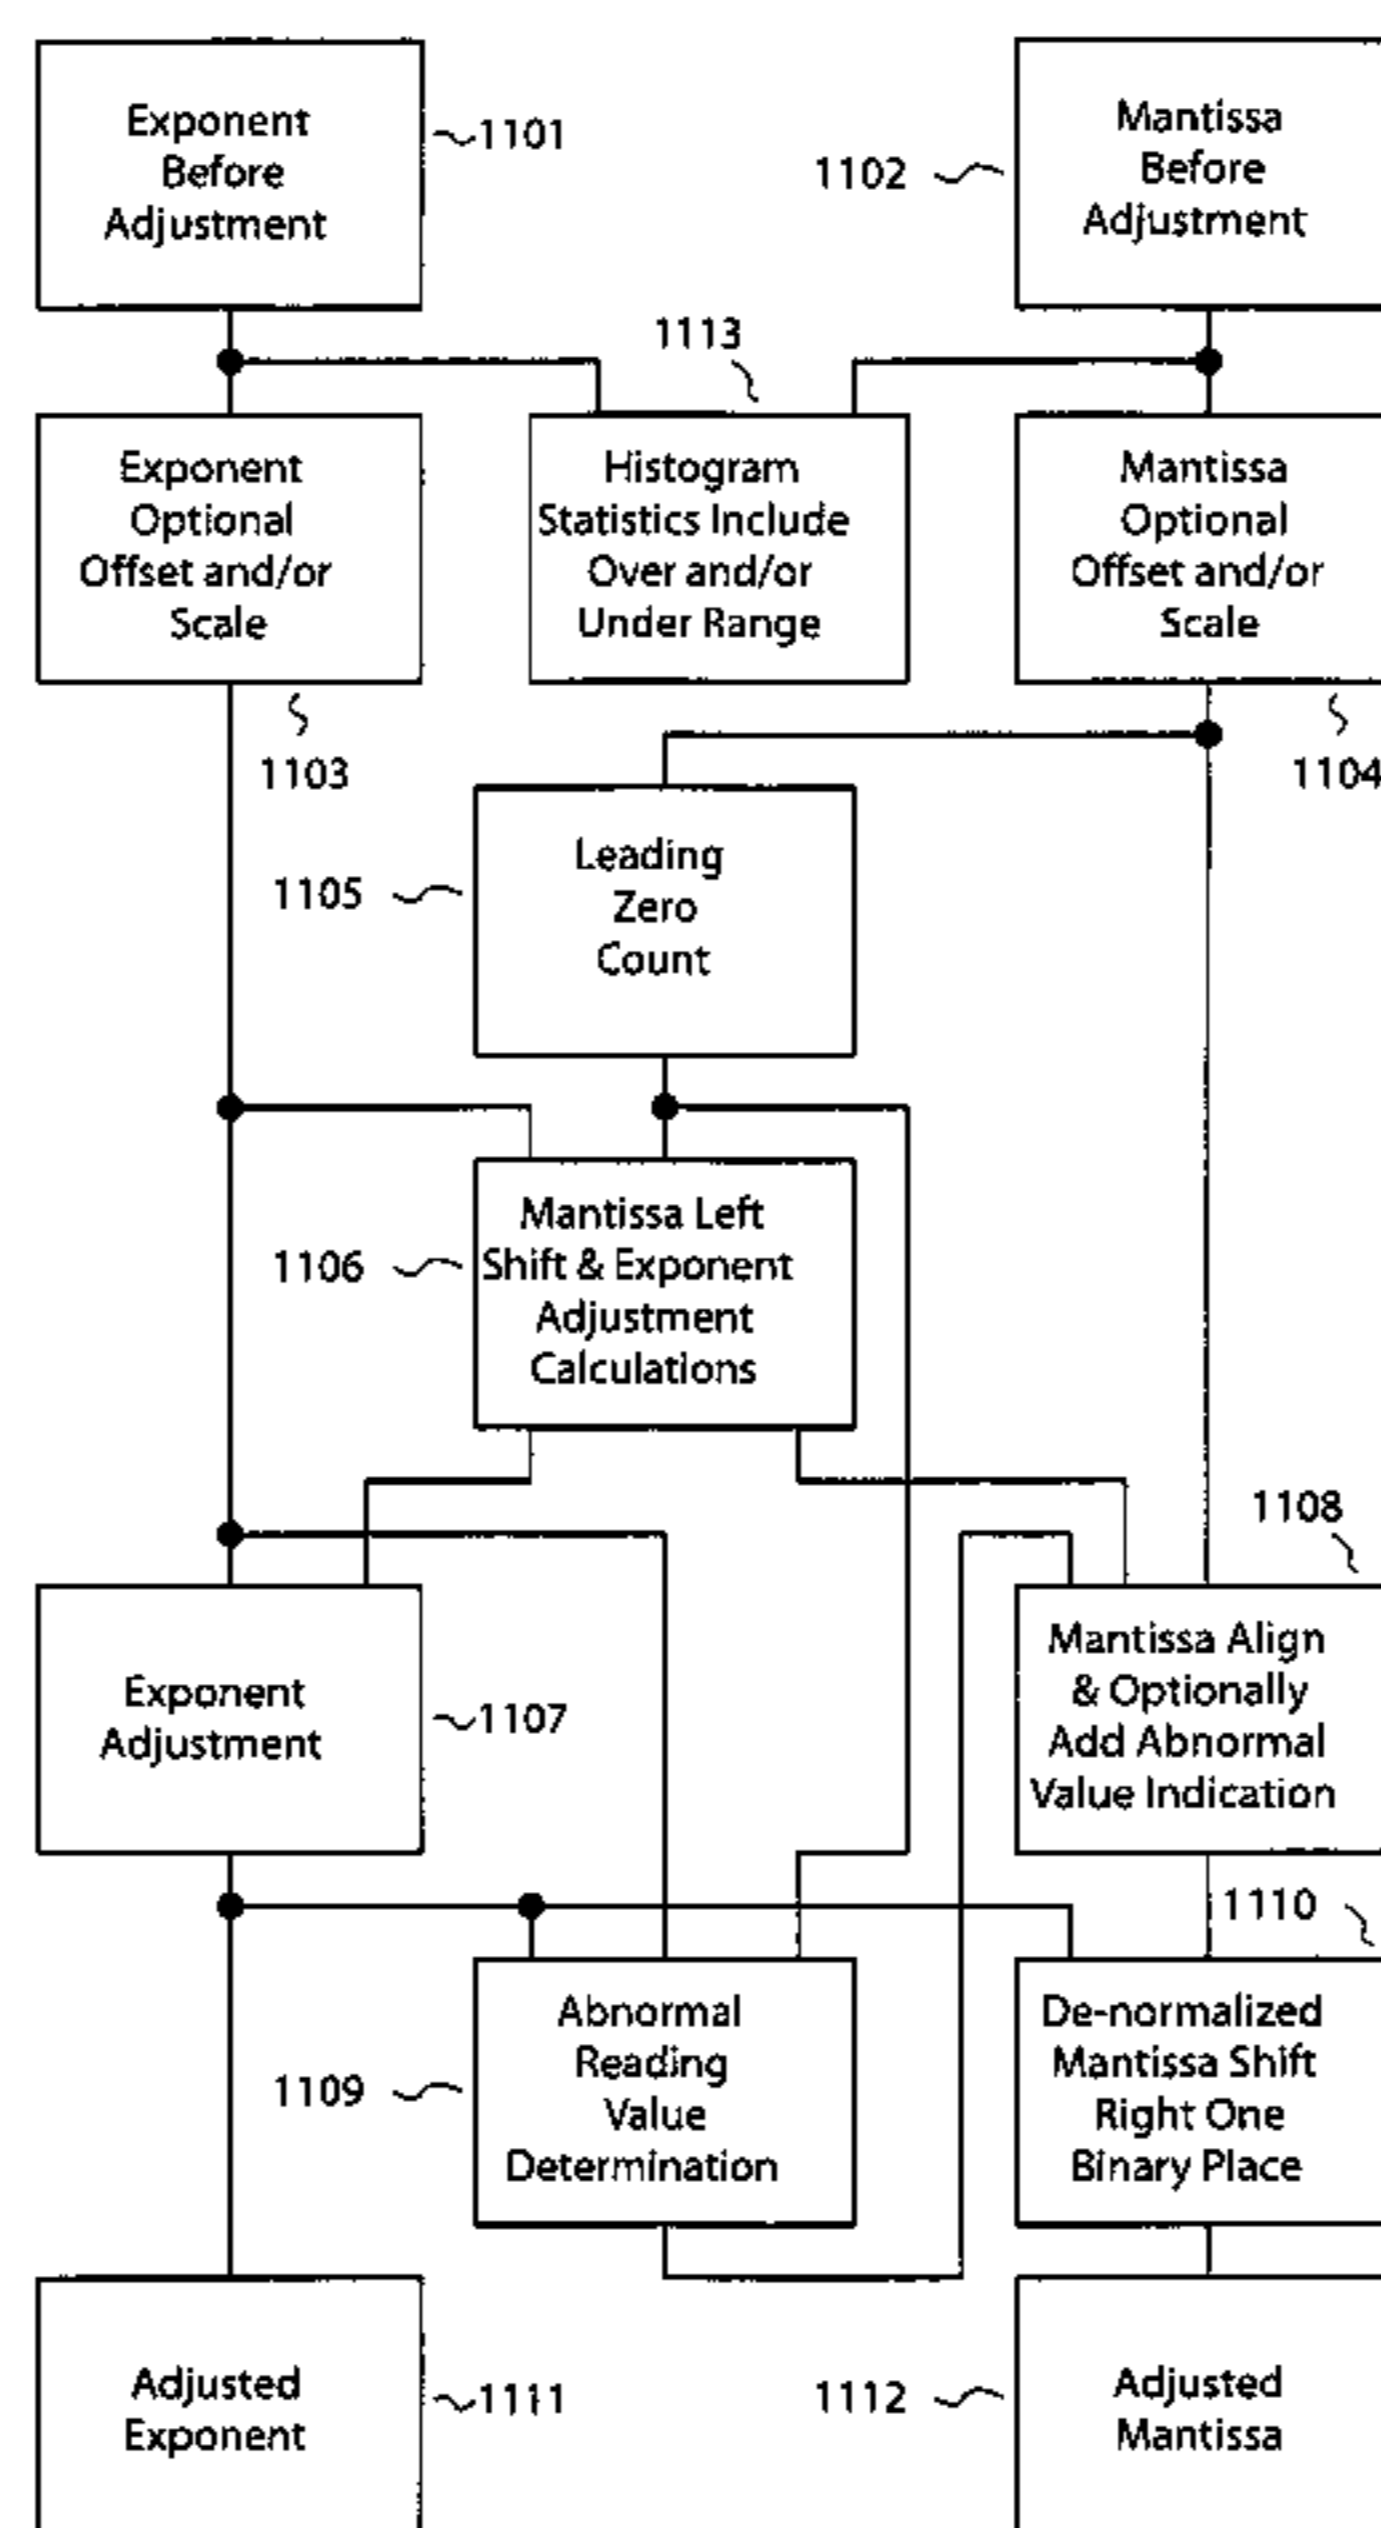 Exponent
Before
Adjustment
1101
1102
Mantissa
Before
Adjustment
1113
Exponent
Optional
Offset and/or
Scale
Histogram
Statistics Include
Over and/or
Under Range
Mantissa
Optional
Offset and/or
Scale
1103
1104
1105
Leading
Zero
Count
1106
Mantissa Left
Shift & Exponent
Adjustment
Calculations
1108
Exponent
Adjustment
1107
Mantissa Align
& Optionally
Add Abnormal
Value Indication
1110
1109
Abnormal
Reading
Value
Determination
De-normalized
Mantissa Shift
Right One
Binary Place
Adjusted
Exponent
1111
1112
Adjusted
Mantissa